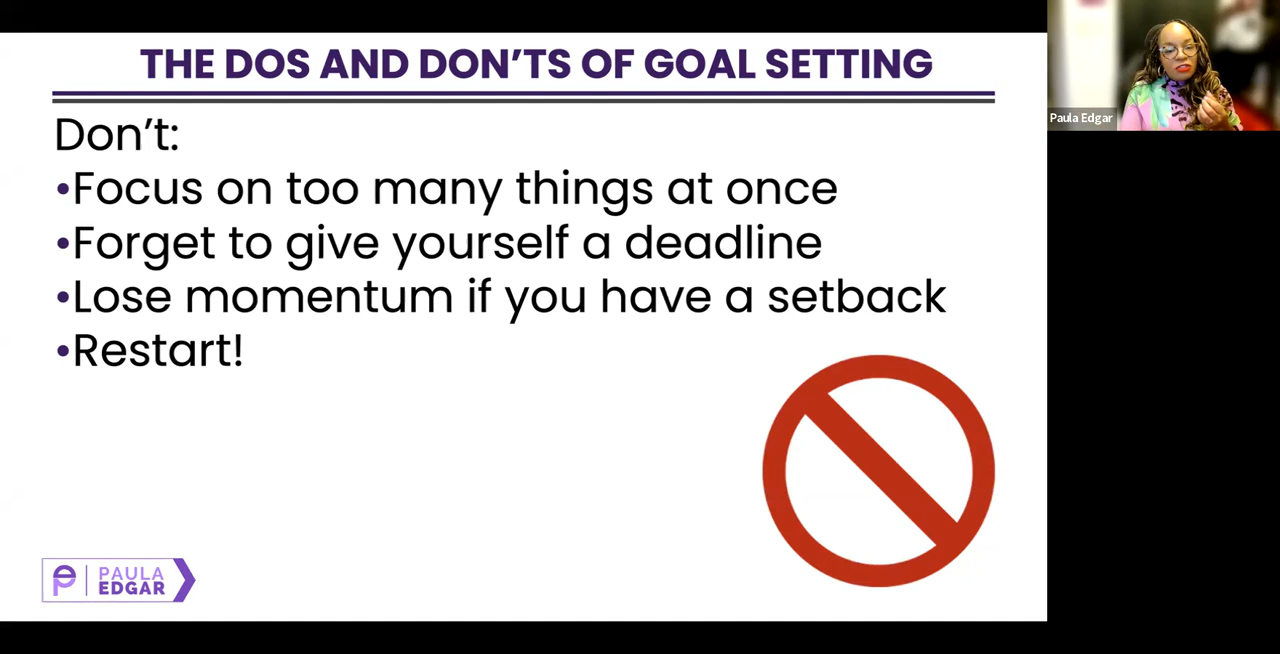 THE DOS AND DON'TS OF GOAL SETTING
Don't:
•Focus on too many things at once
•Forget to give yourself a deadline
•Lose momentum if you have a setback
•Restart!
ep
PAULA
EDGAR
Paula Edgar